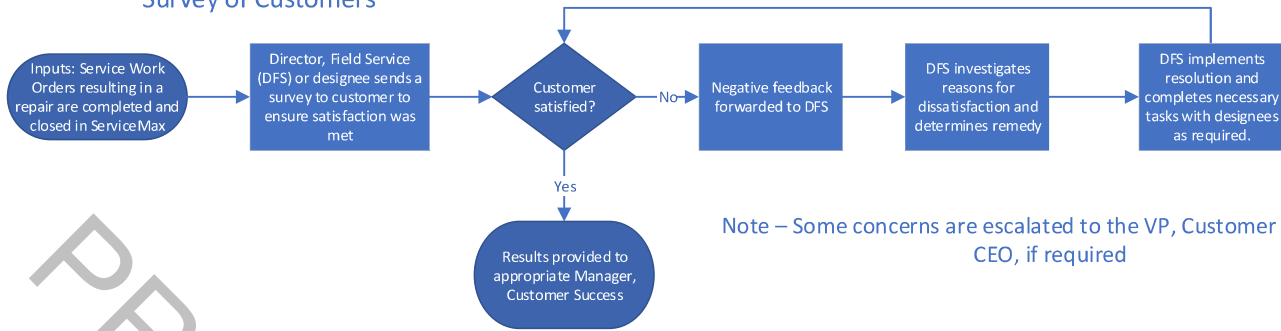 Survey of Customers
Inputs: Service Work
Orders resulting in a
repair are completed and
closed in ServiceMax
Director, Field Service
(DFS) or designee sends a
survey to customer to
ensure satisfaction was
met
Customer
satisfied?
No
Negative feedback
forwarded to DFS
DFS investigates
reasons for
dissatisfaction and
determines remedy
DFS implements
resolution and
completes necessary
tasks with designees
as required.
Yes
Results provided to
appropriate Manager,
Customer Success
Note – Some concerns are escalated to the VP, Customer
CEO, if required